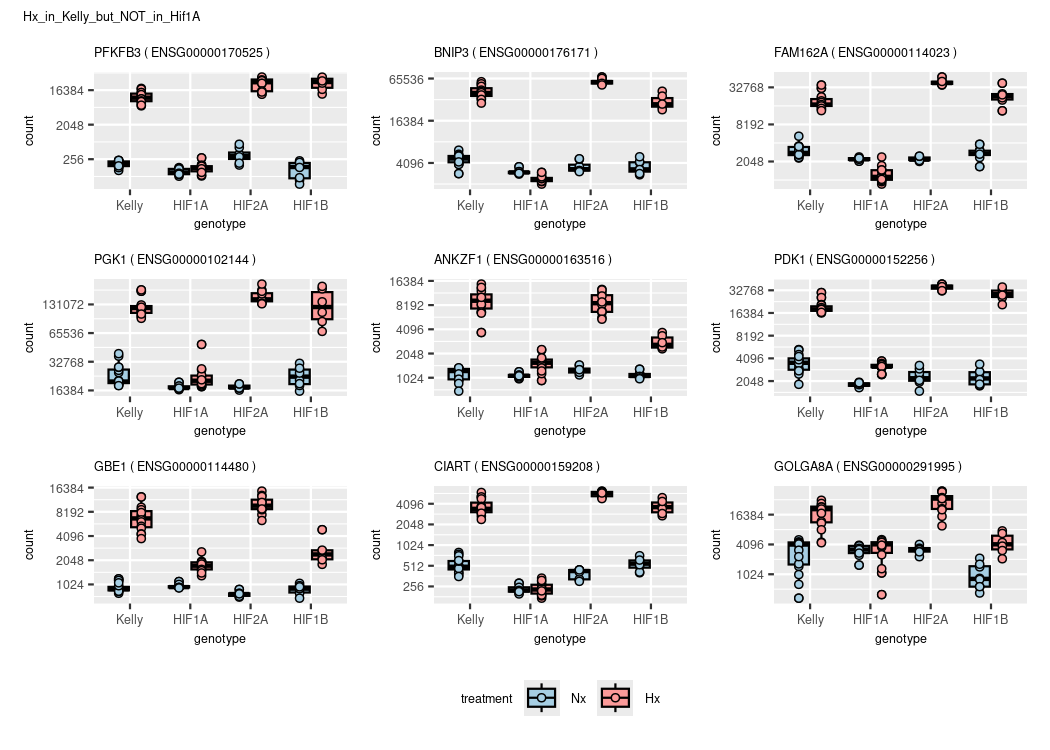 Hx_in_Kelly_but_NOT_in_Hif1A
PFKFB3 ( ENSG00000170525 )
BNIP3 ( ENSG00000176171 )
FAM162A ( ENSG00000114023 )
count
16384
2048
256
Kelly HIF1A HIF2A HIF1B
genotype
count
65536
16384
4096
Kelly HIF1A HIF2A HIF1B
genotype
count
32768
8192
2048
Kelly HIF1A HIF2A HIF1B
genotype
PGK1 ( ENSG00000102144 )
ANKZF1 ( ENSG00000163516 )
PDK1 ( ENSG00000152256 )
count
131072
65536
32768
16384
Kelly HIF1A HIF2A HIF1B
genotype
count
16384
8192
4096
2048
1024
Kelly HIF1A HIF2A HIF1B
genotype
count
32768
16384
8192
4096
2048
Kelly HIF1A HIF2A HIF1B
genotype
GBE1 ( ENSG00000114480 )
CIART ( ENSG00000159208 )
GOLGA8A ( ENSG00000291995 )
count
16384
8192
4096
2048
1024
Kelly HIF1A HIF2A HIF1B
genotype
count
4096
2048
1024
512
256
Kelly HIF1A HIF2A HIF1B
genotype
count
16384
4096
1024
Kelly HIF1A HIF2A HIF1B
genotype
treatment Nx Hx